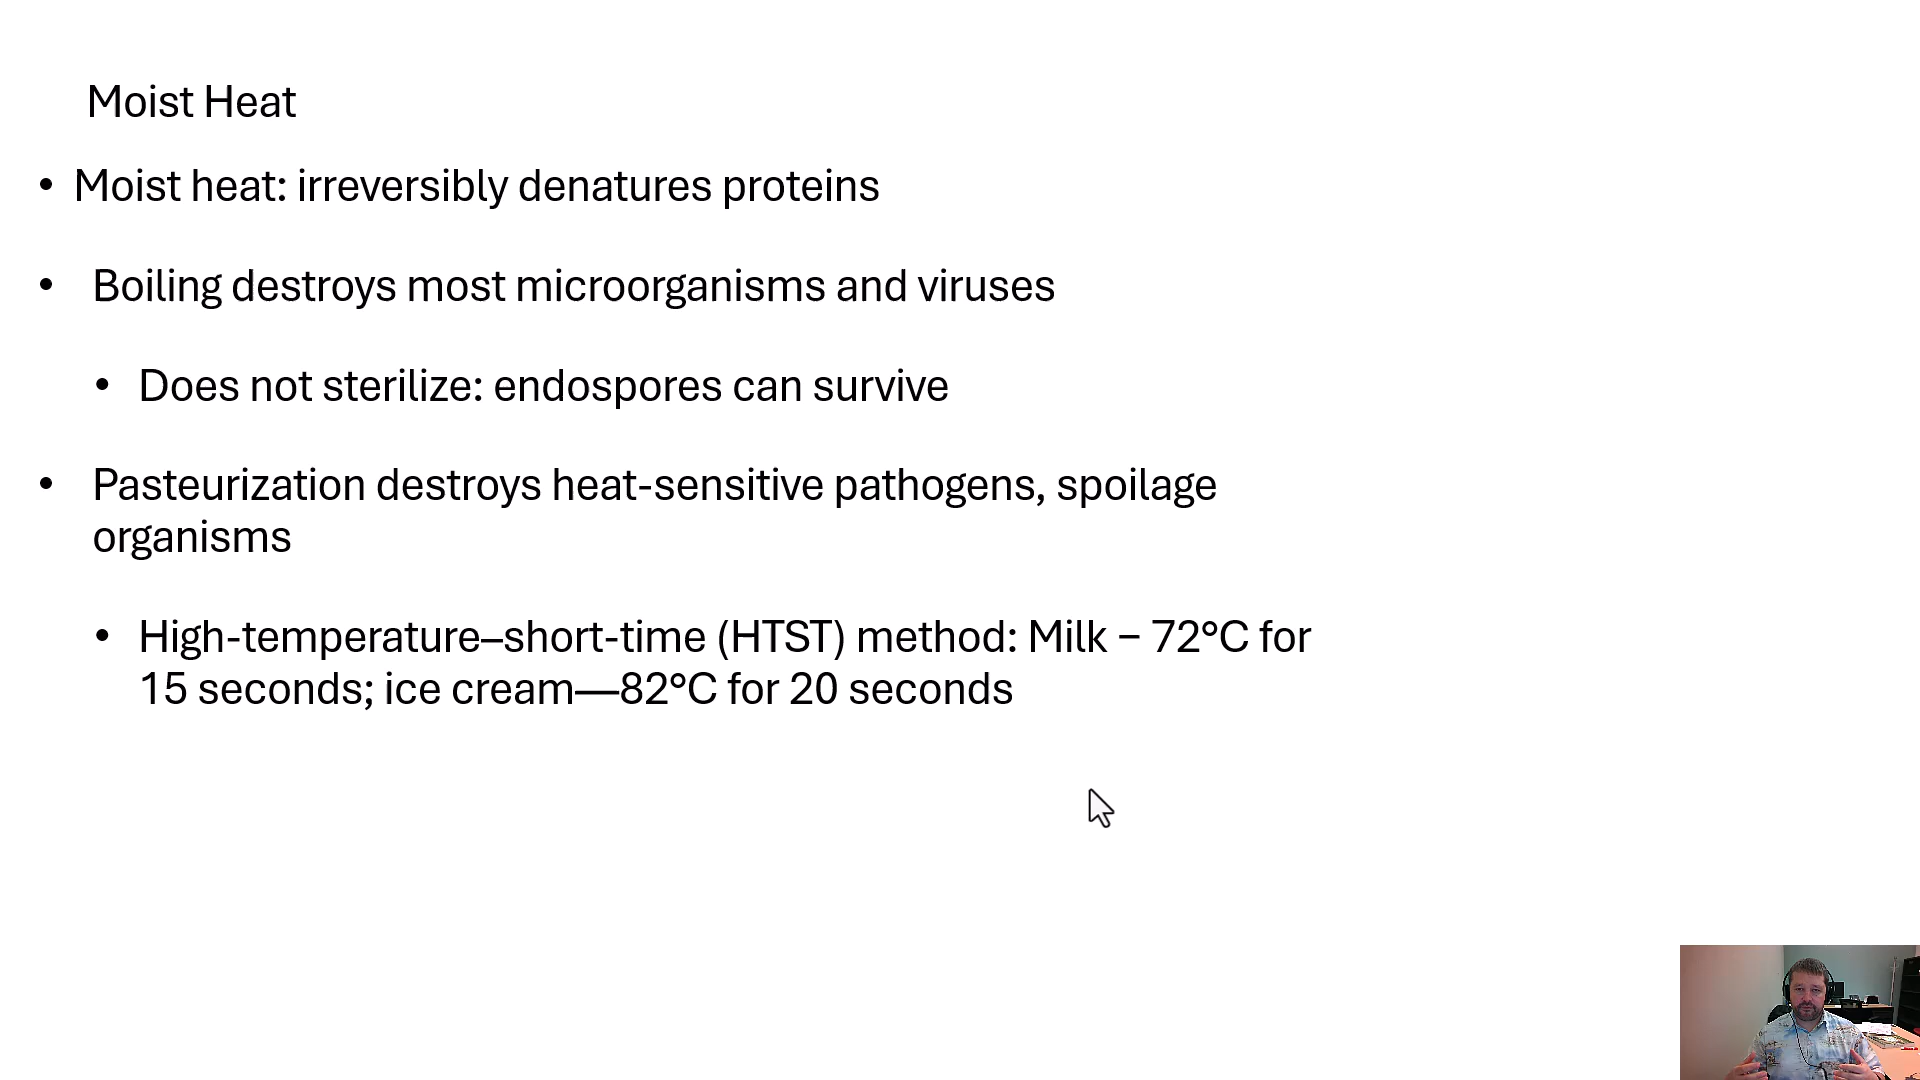 Moist Heat
• Moist heat: irreversibly denatures proteins
• Boiling destroys most microorganisms and viruses
• Does not sterilize: endospores can survive
• Pasteurization destroys heat-sensitive pathogens, spoilage
organisms
• High-temperature–short-time (HTST) method: Milk – 72°C for
15 seconds; ice cream—82°C for 20 seconds